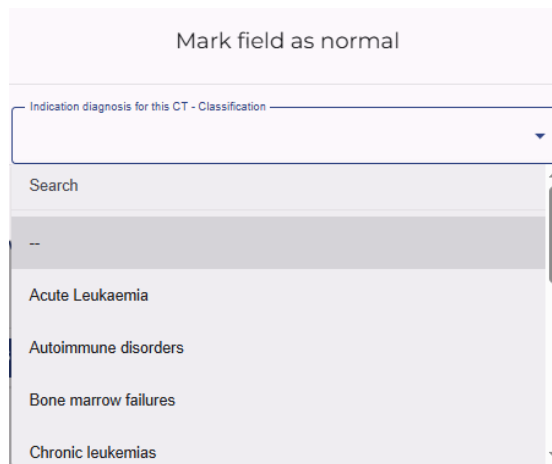 Mark field as normal
Indication diagnosis for this CT - Classification
Search
--
Acute Leukaemia
Autoimmune disorders
Bone marrow failures
Chronic leukemias